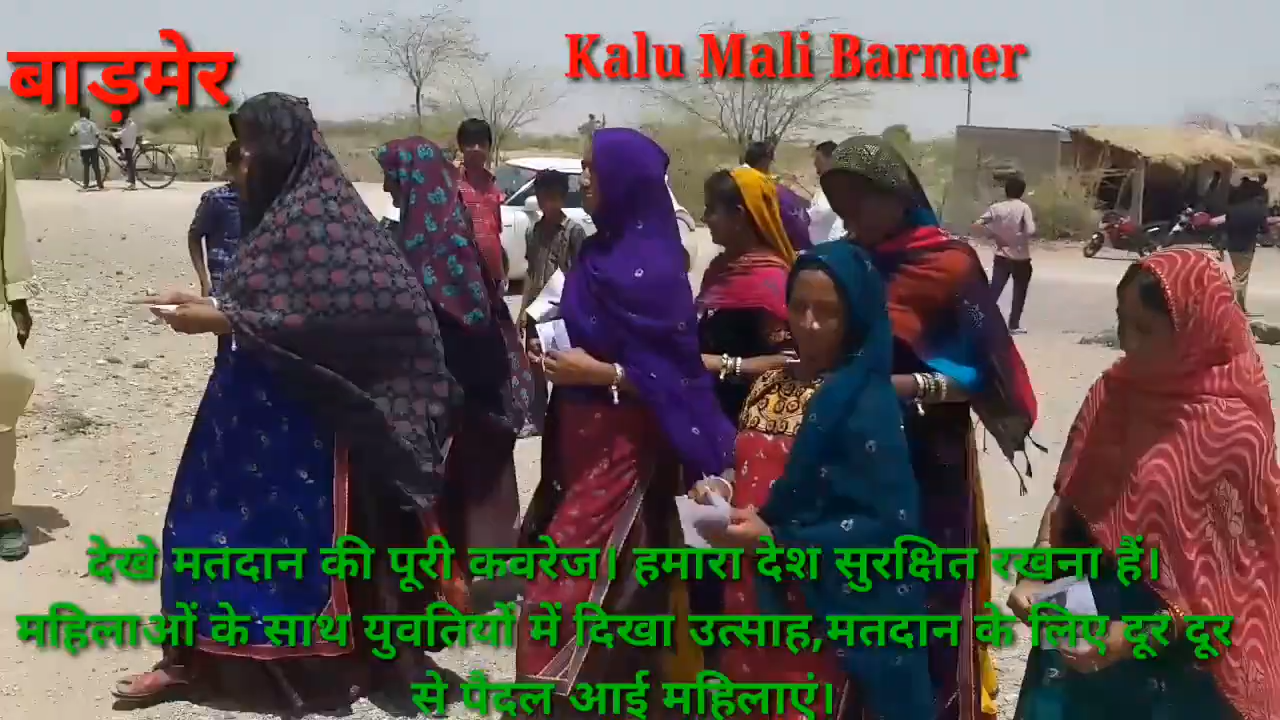 बाड़मेर
Kalu Mali Barmer
देखे मतदान की पूरी कवरेज। हमारा देश सुरक्षित रखना हैं।
महिलाओं के साथ युवतियों में दिखा उत्साह,मतदान के लिए दूर दूर
से पैदल आई महिलाएं।